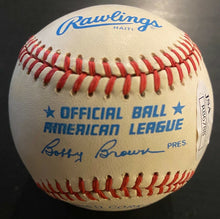 Rawlings
HAITI
OFFICIAL BALL
AMERICAN LEAGUE
Bobby Brown PRES.